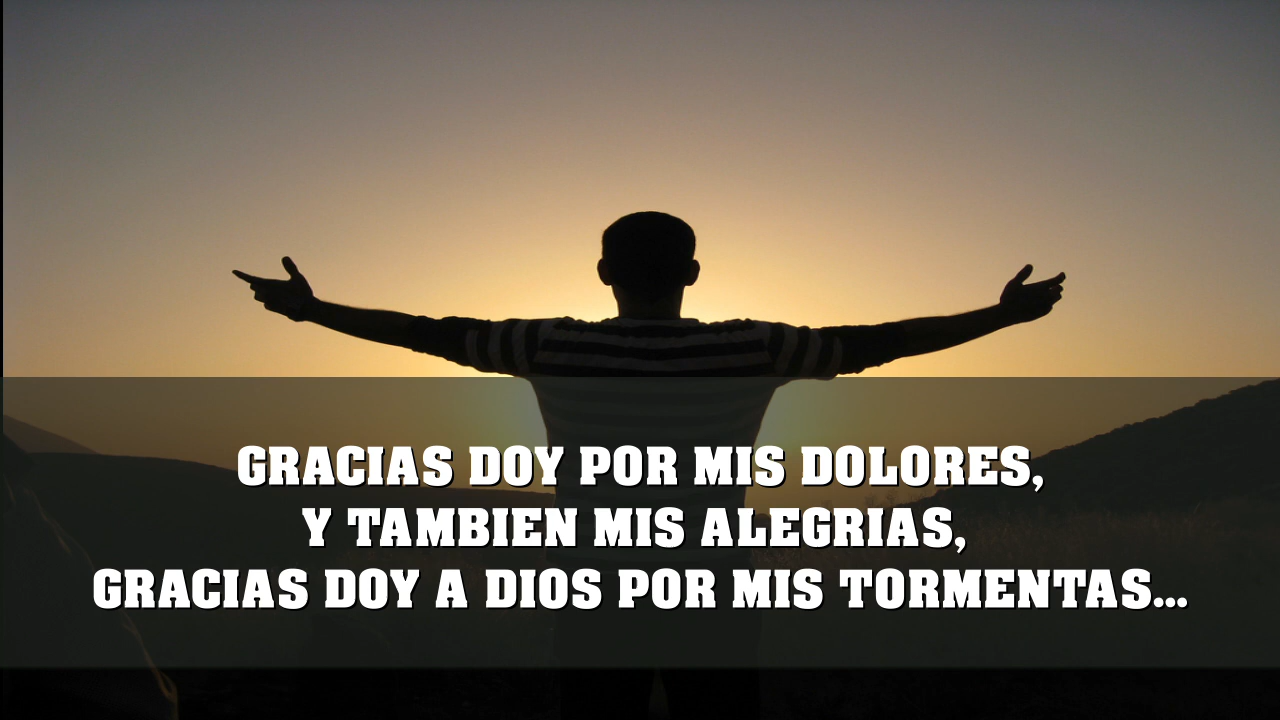 GRACIAS DOY POR MIS DOLORES,
Y TAMBIEN MIS ALEGRIAS,
GRACIAS DOY A DIOS POR MIS TORMENTAS...